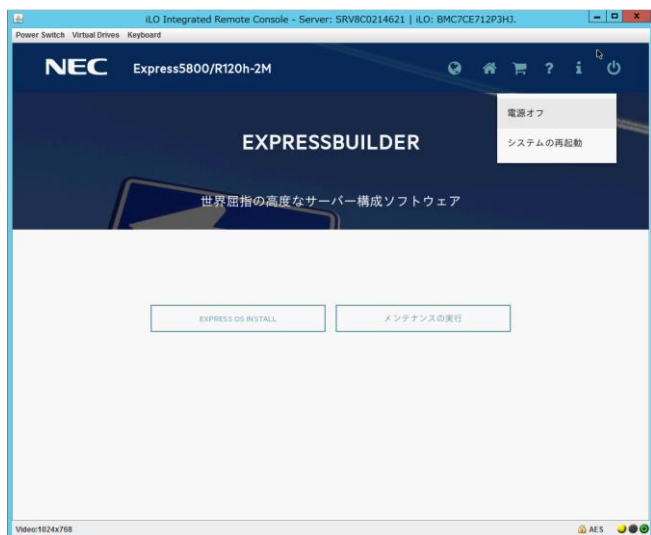 iLO Integrated Remote Console - Server: SRV8C0214621 | iLO: BMC7CE712P3HJ.
Power Switch Virtual Drives Keyboard
NEC Express5800/R120h-2M
電源オフ
システムの再起動
EXPRESSBUILDER
世界屈指の高度なサーバー構成ソフトウェア
EXPRESS OS INSTALL
メンテナンスの実行
Video:1024x768
AES